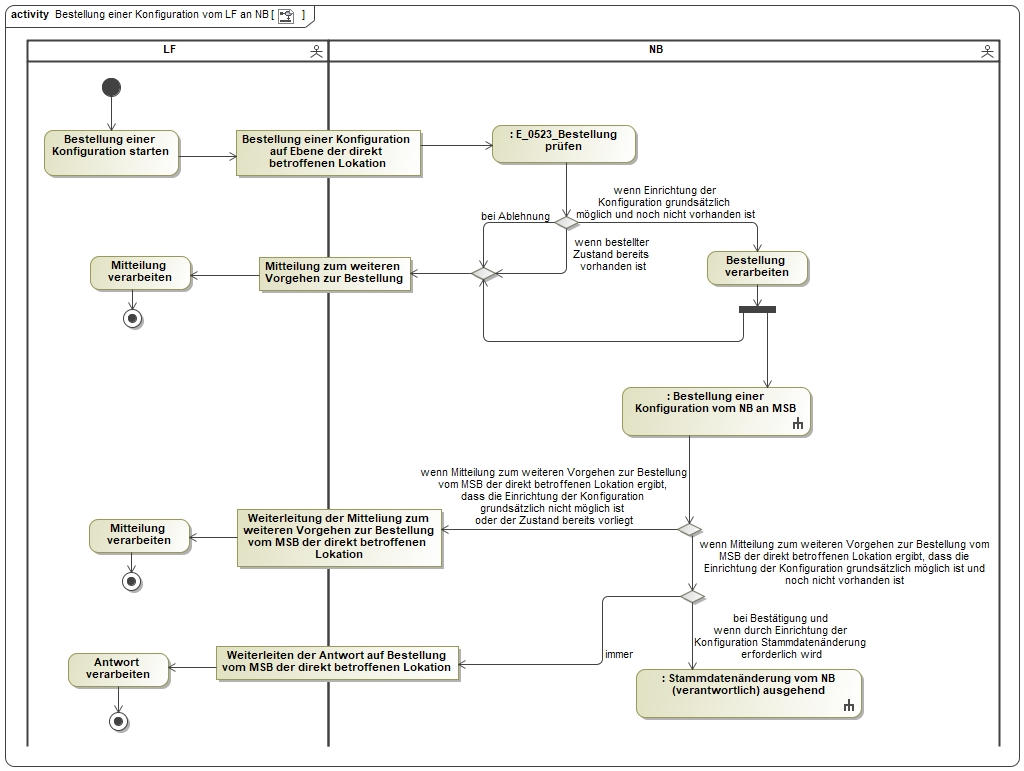 activity Bestellung einer Konfiguration vom LF an NB[ ]
LF
NB
Bestellung einer
Konfiguration starten
Bestellung einer Konfiguration
auf Ebene der direkt
betroffenen Lokation
: E_0523_Bestellung
prüfen
wenn Einrichtung der
Konfiguration grundsätzlich
möglich und noch nicht vorhanden ist
bei Ablehnung
wenn bestellter
Zustand bereits
vorhanden ist
Mitteilung
verarbeiten
Mitteilung zum weiteren
Vorgehen zur Bestellung
Bestellung
verarbeiten
: Bestellung einer
Konfiguration vom NB an MSB
wenn Mitteilung zum weiteren Vorgehen zur Bestellung
vom MSB der direkt betroffenen Lokation ergibt,
dass die Einrichtung der Konfiguration
grundsätzlich nicht möglich ist
oder der Zustand bereits vorliegt
Mitteilung
verarbeiten
Weiterleitung der Mitteliung zum
weiteren Vorgehen zur Bestellung
vom MSB der direkt betroffenen
Lokation
wenn Mitteilung zum weiteren Vorgehen zur Bestellung vom
MSB der direkt betroffenen Lokation ergibt, dass die
Einrichtung der Konfiguration grundsätzlich möglich ist und
noch nicht vorhanden ist
bei Bestätigung und
wenn durch Einrichtung der
Konfiguration Stammdatenänderung
erforderlich wird
immer
Antwort
verarbeiten
Weiterleiten der Antwort auf Bestellung
vom MSB der direkt betroffenen Lokation
: Stammdatenänderung vom NB
(verantwortlich) ausgehend